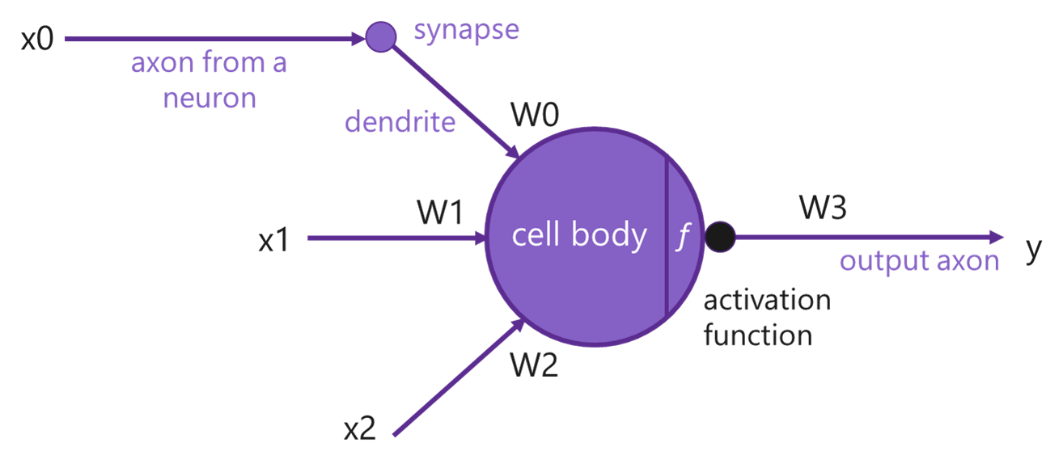 x0
synapse
axon from a
neuron
dendrite
W0
W1
x1
cell body
f
W3
y
output axon
activation
function
W2
x2